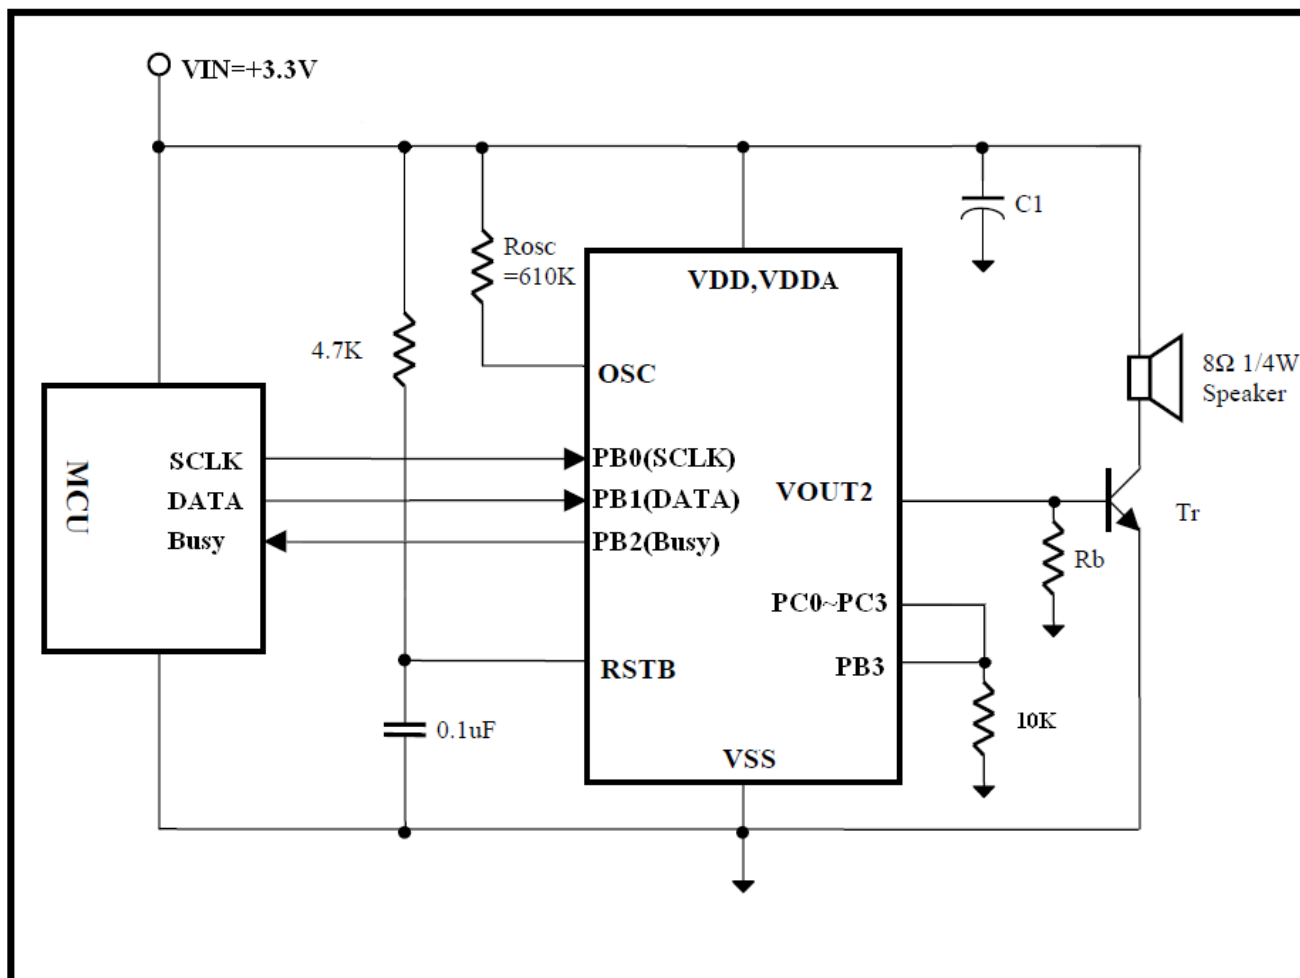 VIN=+3.3V
C1
Rosc
=610K
VDD,VDDA
4.7K
8Ω 1/4W
Speaker
OSC
MCU
SCLK
PB0(SCLK)
DATA
PB1(DATA)
VOUT2
Tr
Busy
PB2(Busy)
Rb
PC0~PC3
RSTB
PB3
0.1uF
10K
VSS